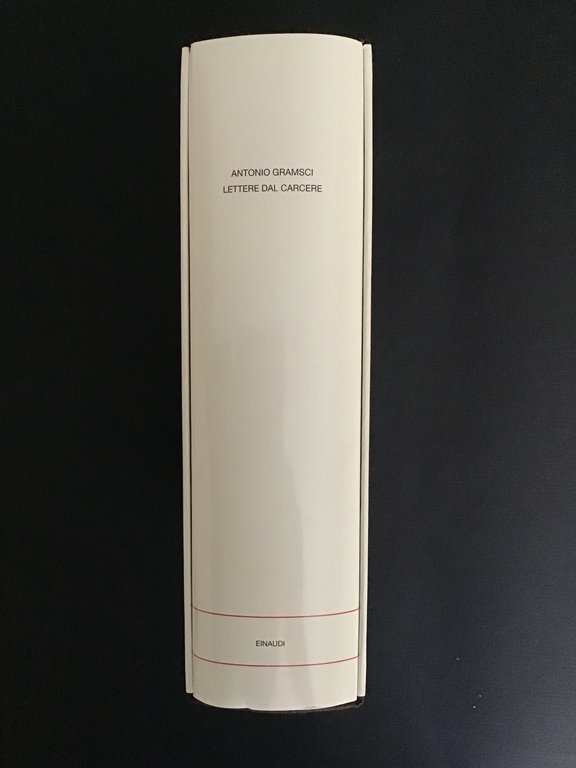 ANTONIO GRAMSCI
LETTERE DAL CARCERE
EINAUDI